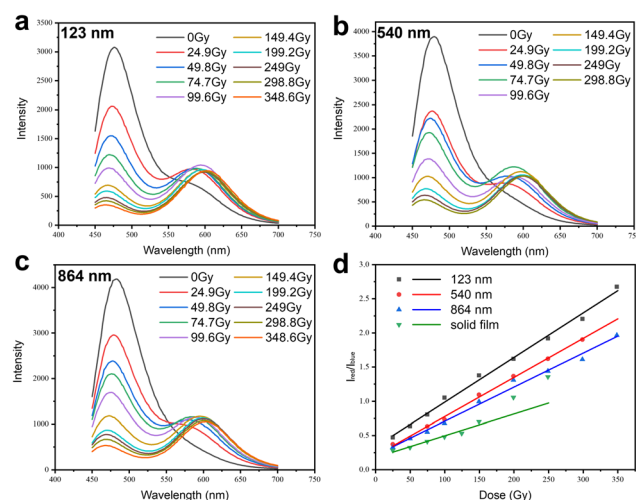 a
123 nm
0Gy
24.9Gy
49.8Gy
74.7Gy
99.6Gy
149.4Gy
199.2Gy
249Gy
298.8Gy
348.6Gy
Intensity
3500
3000
2500
2000
1500
1000
500
0
400 450 500 550 600 650 700 750
Wavelength (nm)
b
540 nm
0Gy
24.9Gy
49.8Gy
74.7Gy
99.6Gy
149.4Gy
199.2Gy
249Gy
298.8Gy
Intensity
4000
3500
3000
2500
2000
1500
1000
500
0
400 450 500 550 600 650 700 750
Wavelength (nm)
c
864 nm
0Gy
24.9Gy
49.8Gy
74.7Gy
99.6Gy
149.4Gy
199.2Gy
249Gy
298.8Gy
348.6Gy
Intensity
4000
3000
2000
1000
0
400 450 500 550 600 650 700 750
Wavelength (nm)
d
123 nm
540 nm
864 nm
solid film
Ired/Iblue
3.0
2.5
2.0
1.5
1.0
0.5
0.0
0 50 100 150 200 250 300 350
Dose (Gy)